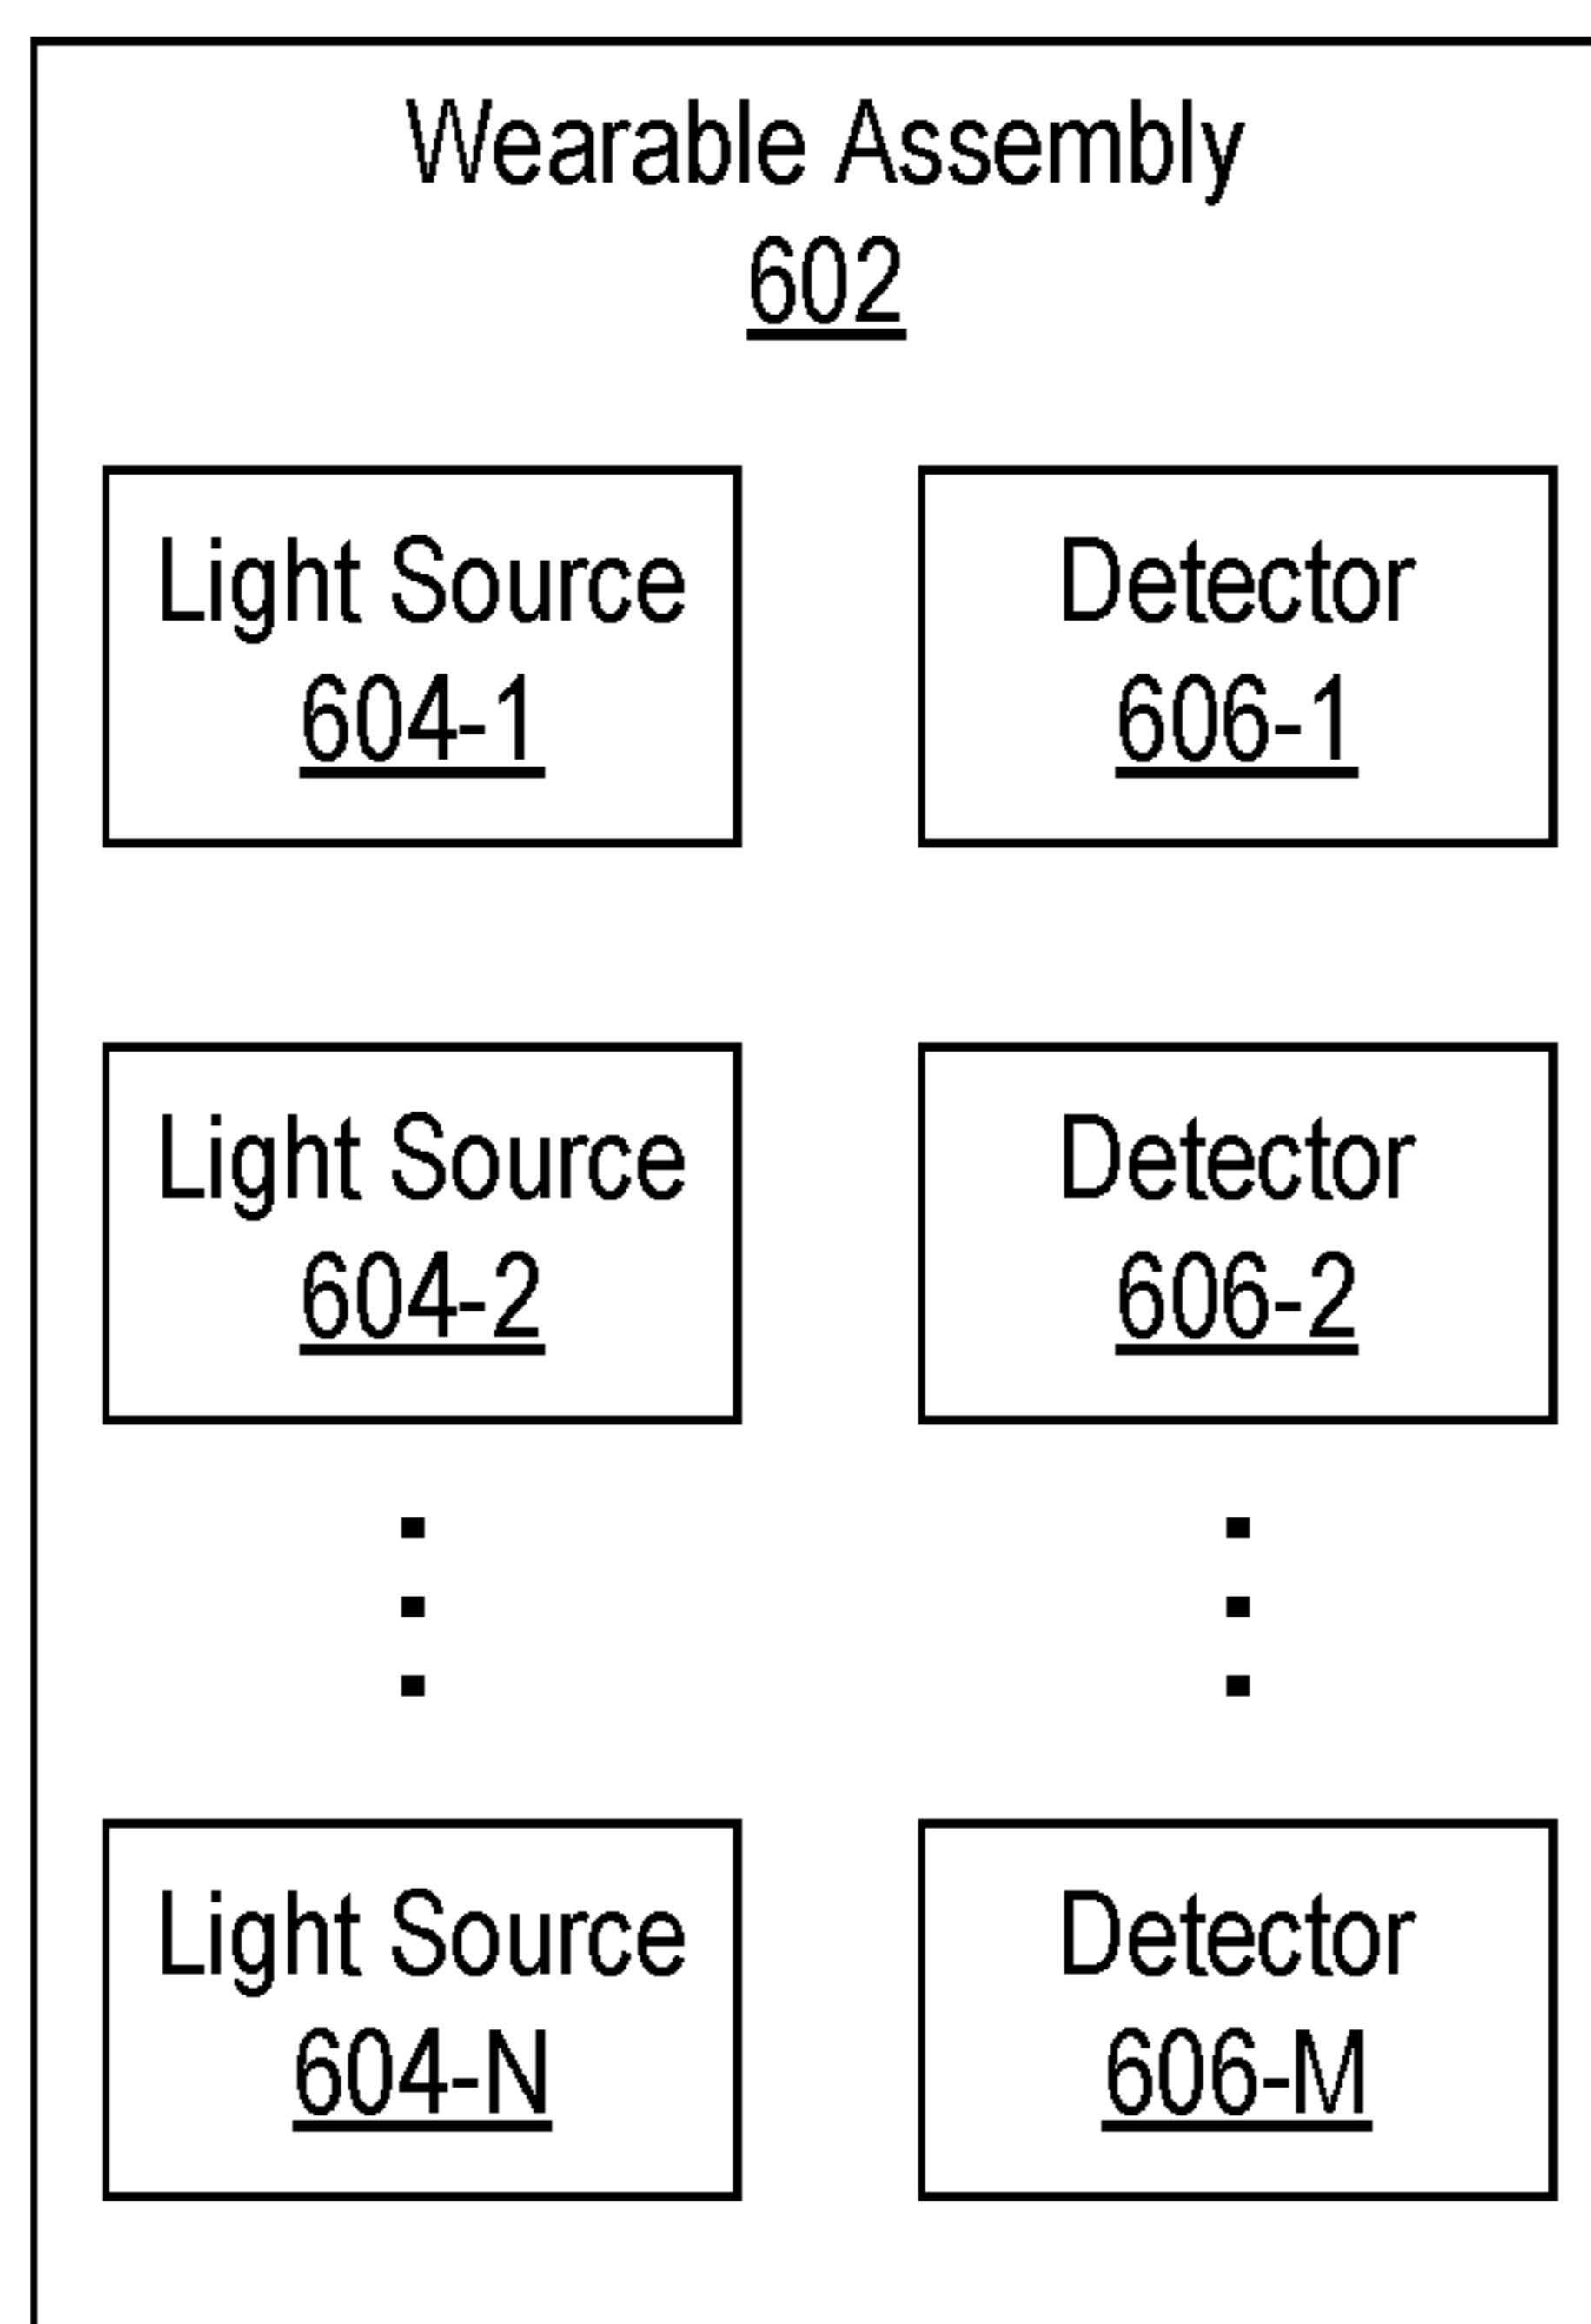 Wearable Assembly
602
Light Source
604-1
Detector
606-1
Light Source
604-2
Detector
606-2
Light Source
604-N
Detector
606-M